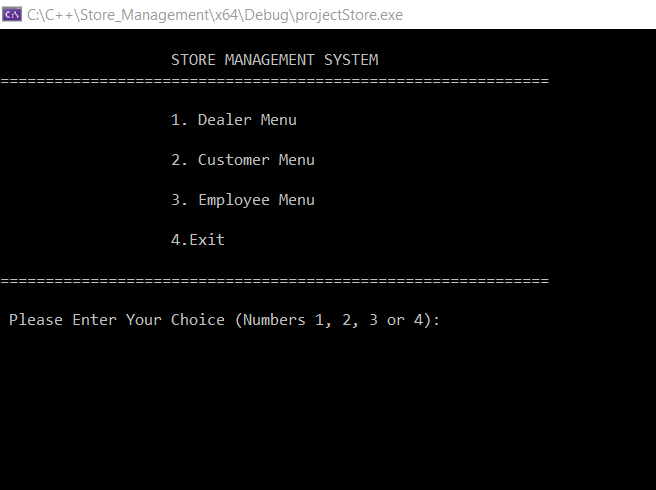 C:\C++\Store_Management\x64\Debug\projectStore.exe
STORE MANAGEMENT SYSTEM
=============================================================
1. Dealer Menu
2. Customer Menu
3. Employee Menu
4.Exit
=============================================================
Please Enter Your Choice (Numbers 1, 2, 3 or 4):